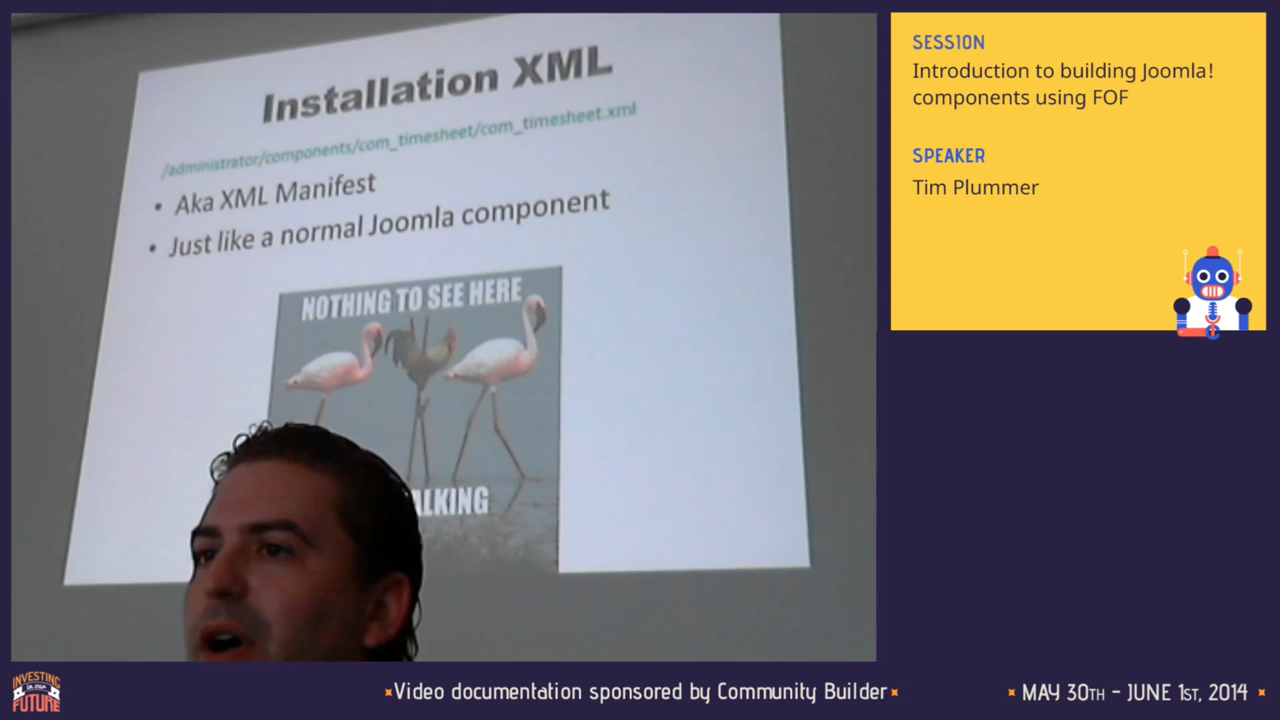 Installation XML
/administrator/components/com_timesheet/com_timesheet.xml
• Aka XML Manifest
• Just like a normal Joomla component
NOTHING TO SEE HERE
ALKING
SESSION
Introduction to building Joomla!
components using FOF
SPEAKER
Tim Plummer
INVESTING
IN OUR
FUTURE
Video documentation sponsored by Community Builder
MAY 30TH - JUNE 1ST, 2014